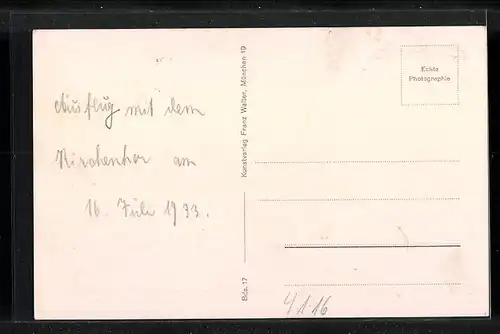 Ausflug mit dem
Kirchenchor am
16. Juli 1933.
Kunstverlag Franz Walter, München 19
Bdz. 17
Echte
Photographie
4/1-16